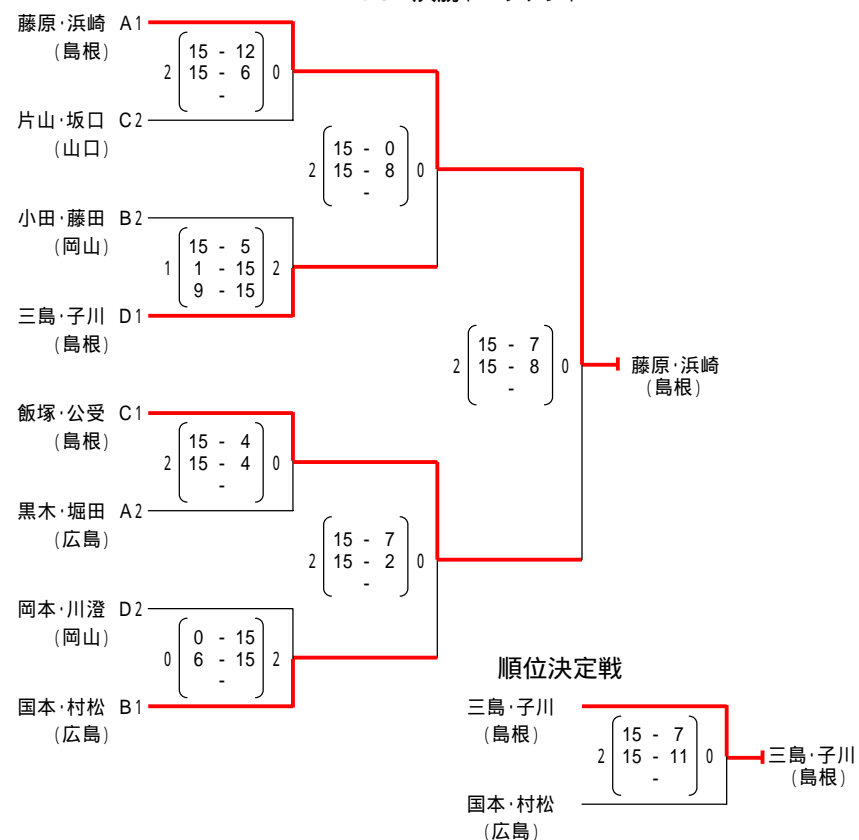 藤原・浜崎 A1
(島根)
2 15 - 12 0
15 - 6
-
片山・坂口 C2
(山口)
2 15 - 0 0
15 - 8
-
小田・藤田 B2
(岡山)
1 15 - 5 2
1 - 15
9 - 15
三島・子川 D1
(島根)
2 15 - 7 0
15 - 8
-
藤原・浜崎
(島根)
飯塚・公受 C1
(島根)
2 15 - 4 0
15 - 4
-
黒木・堀田 A2
(広島)
2 15 - 7 0
15 - 2
-
岡本・川澄 D2
(岡山)
0 0 - 15 2
6 - 15
-
国本・村松 B1
(広島)
順位決定戦
三島・子川
(島根)
2 15 - 7 0
15 - 11
-
三島・子川
(島根)
国本・村松
(広島)